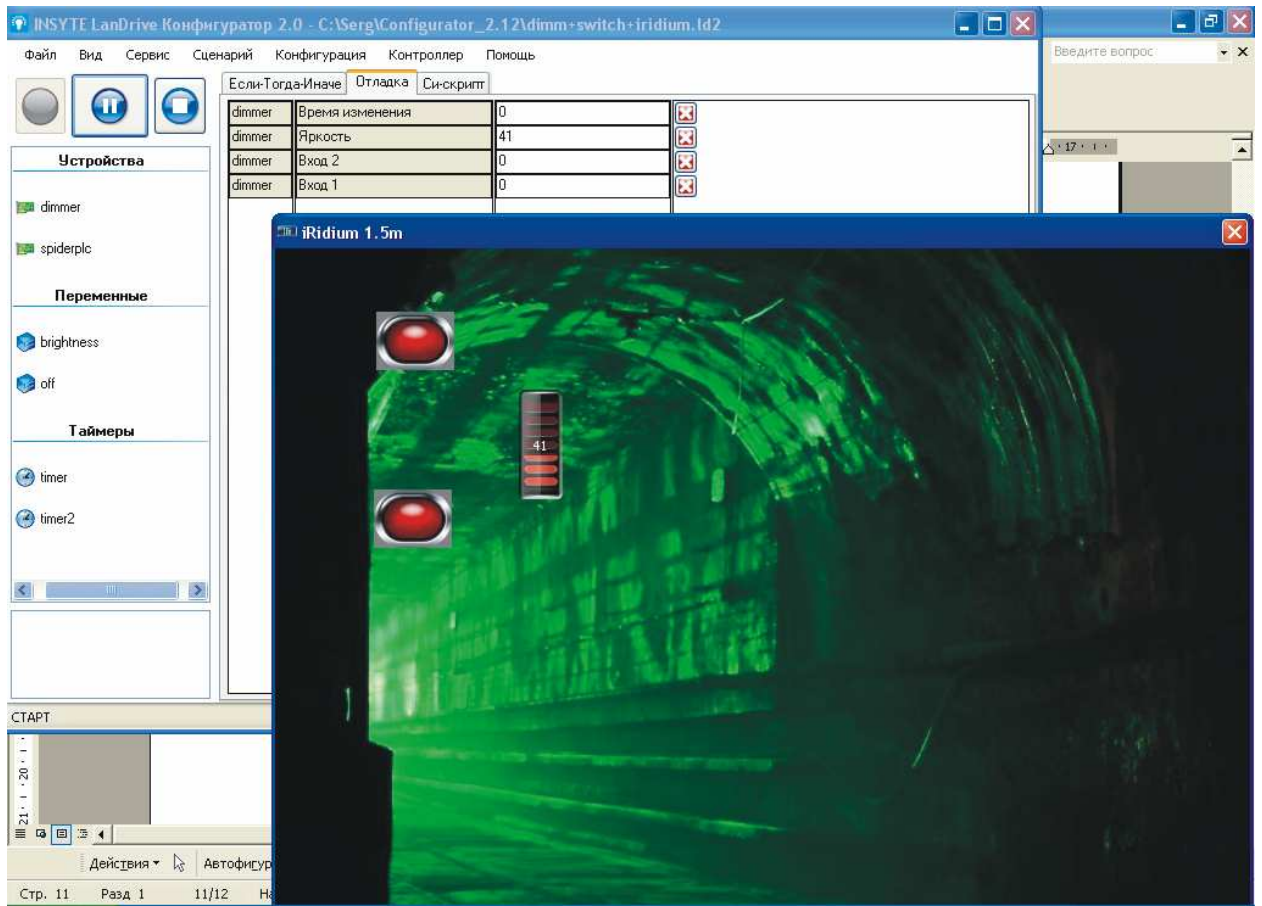 INSYTE LanDrive Конфигуратор 2.0 - C:\Serg\Configurator_2.12\dimm+switch+iridium.ld2
Файл Вид Сервис Сценарий Конфигурация Контроллер Помощь
Введите вопрос
Если-Тогда-Иначе Отладка Си-скрипт
dimmer Время изменения 0
dimmer Яркость 41
dimmer Вход 2 0
dimmer Вход 1 0
17
Устройства
dimmer
spiderplc
Переменные
brightness
off
Таймеры
timer
timer2
iRidium 1.5m
41
СТАРТ
20
21
Действия Автофигур
Стр. 11 Разд 1 11/12